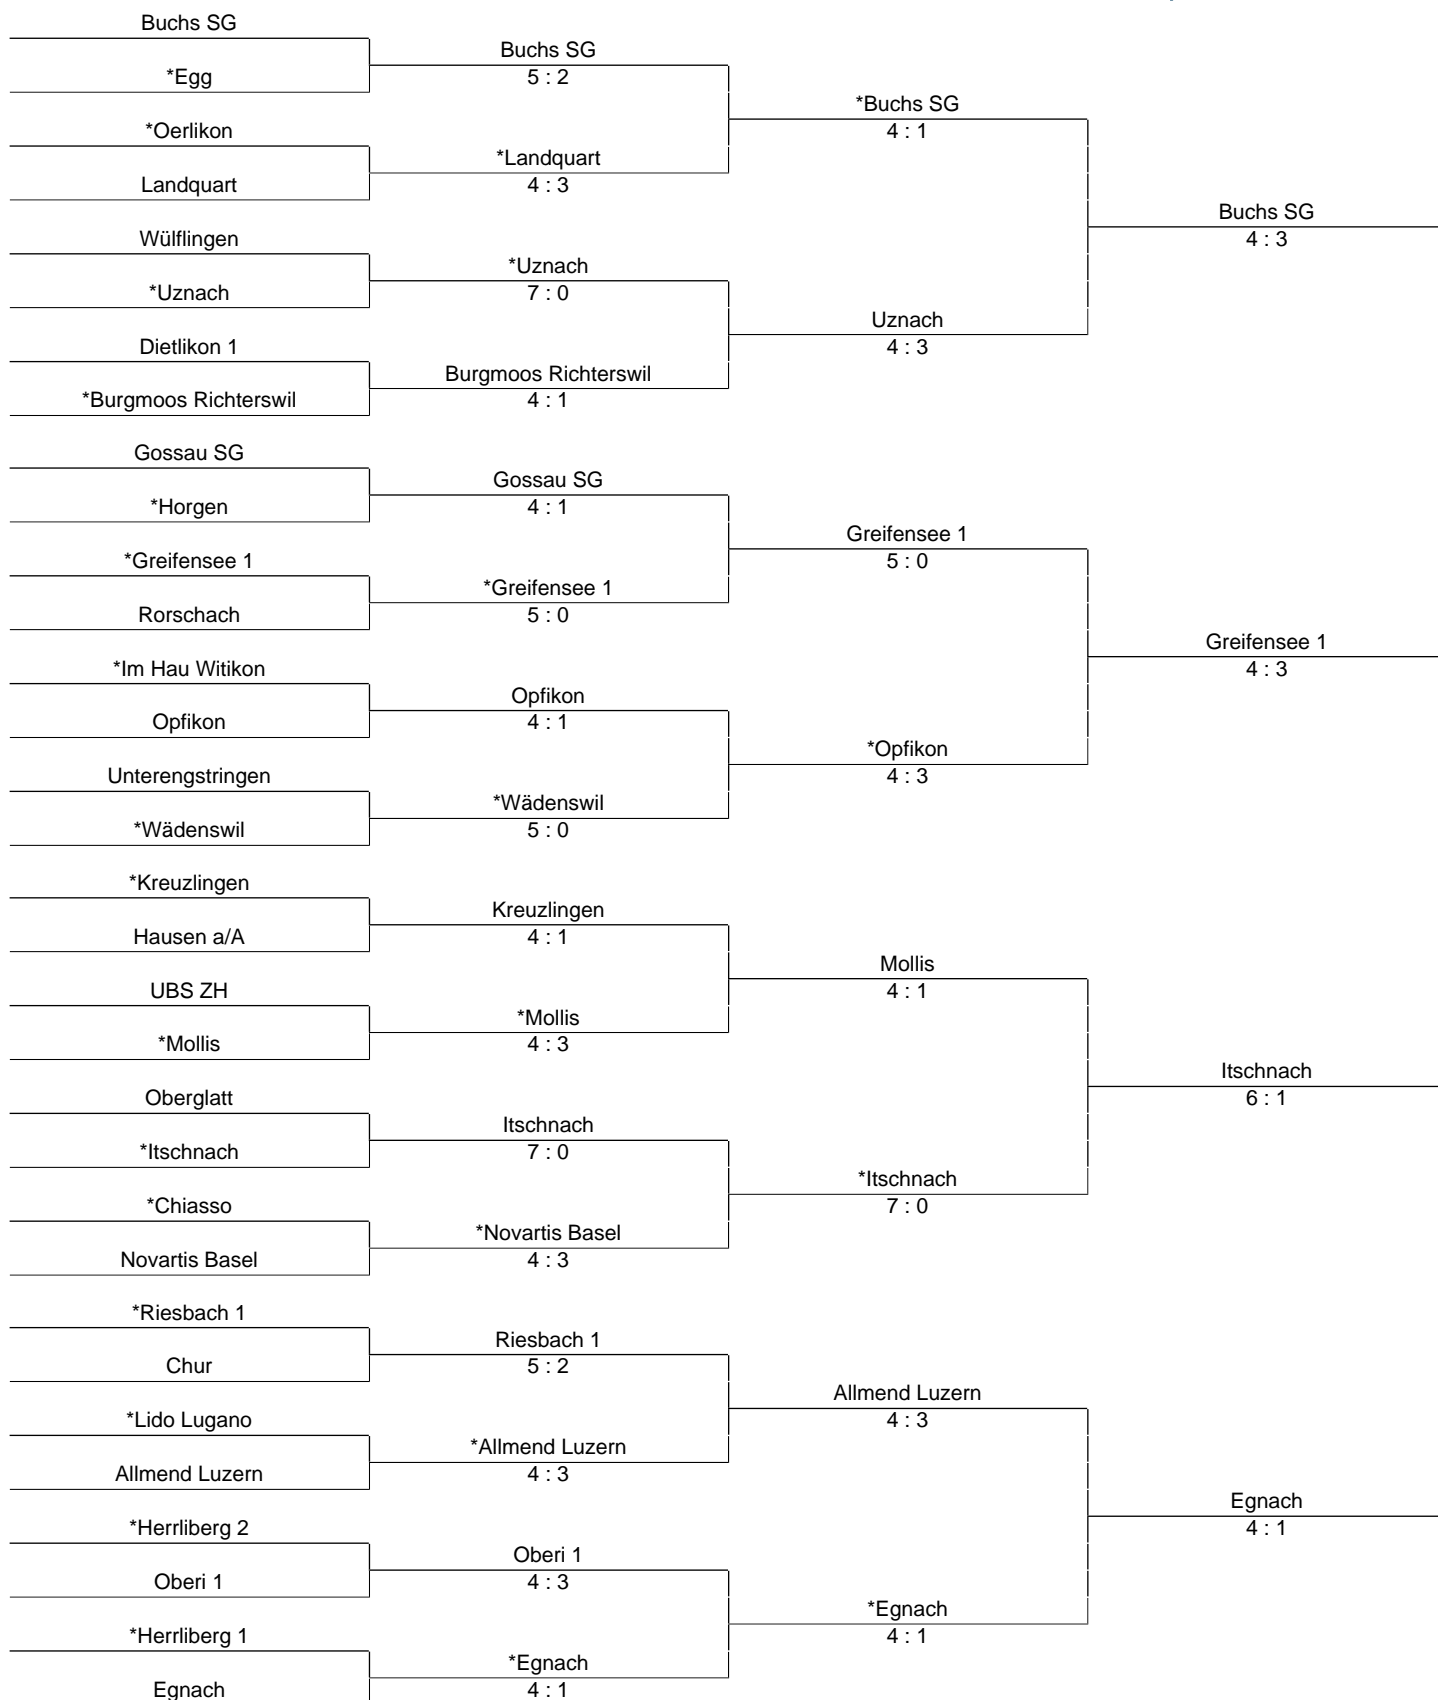 Buchs SG
*Egg
*Oerlikon
Landquart
Wülflingen
*Uznach
Dietlikon 1
*Burgmoos Richterswil
Gossau SG
*Horgen
*Greifensee 1
Rorschach
*Im Hau Witikon
Opfikon
Unterengstringen
*Wädenswil
*Kreuzlingen
Hausen a/A
UBS ZH
*Mollis
Oberglatt
*Itschnach
*Chiasso
Novartis Basel
*Riesbach 1
Chur
*Lido Lugano
Allmend Luzern
*Herrliberg 2
Oberi 1
*Herrliberg 1
Egnach
Buchs SG
5 : 2
*Landquart
4 : 3
*Uznach
7 : 0
Burgmoos Richterswil
4 : 1
Gossau SG
4 : 1
*Greifensee 1
5 : 0
Opfikon
4 : 1
*Wädenswil
5 : 0
Kreuzlingen
4 : 1
*Mollis
4 : 3
Itschnach
7 : 0
*Novartis Basel
4 : 3
Riesbach 1
5 : 2
*Allmend Luzern
4 : 3
Oberi 1
4 : 3
*Egnach
4 : 1
*Buchs SG
4 : 1
Uznach
4 : 3
Greifensee 1
5 : 0
*Opfikon
4 : 3
Mollis
4 : 1
*Itschnach
7 : 0
Allmend Luzern
4 : 3
*Egnach
4 : 1
Buchs SG
4 : 3
Greifensee 1
4 : 3
Itschnach
6 : 1
Egnach
4 : 1